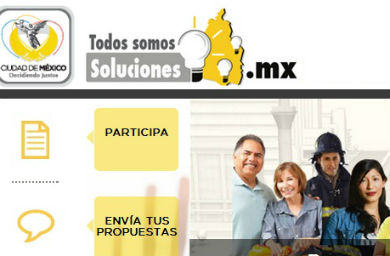 Todos somos
Soluciones .mx
CIUDAD DE MÉXICO
Decidiendo Juntos
PARTICIPA
ENVÍA TUS
PROPUESTAS